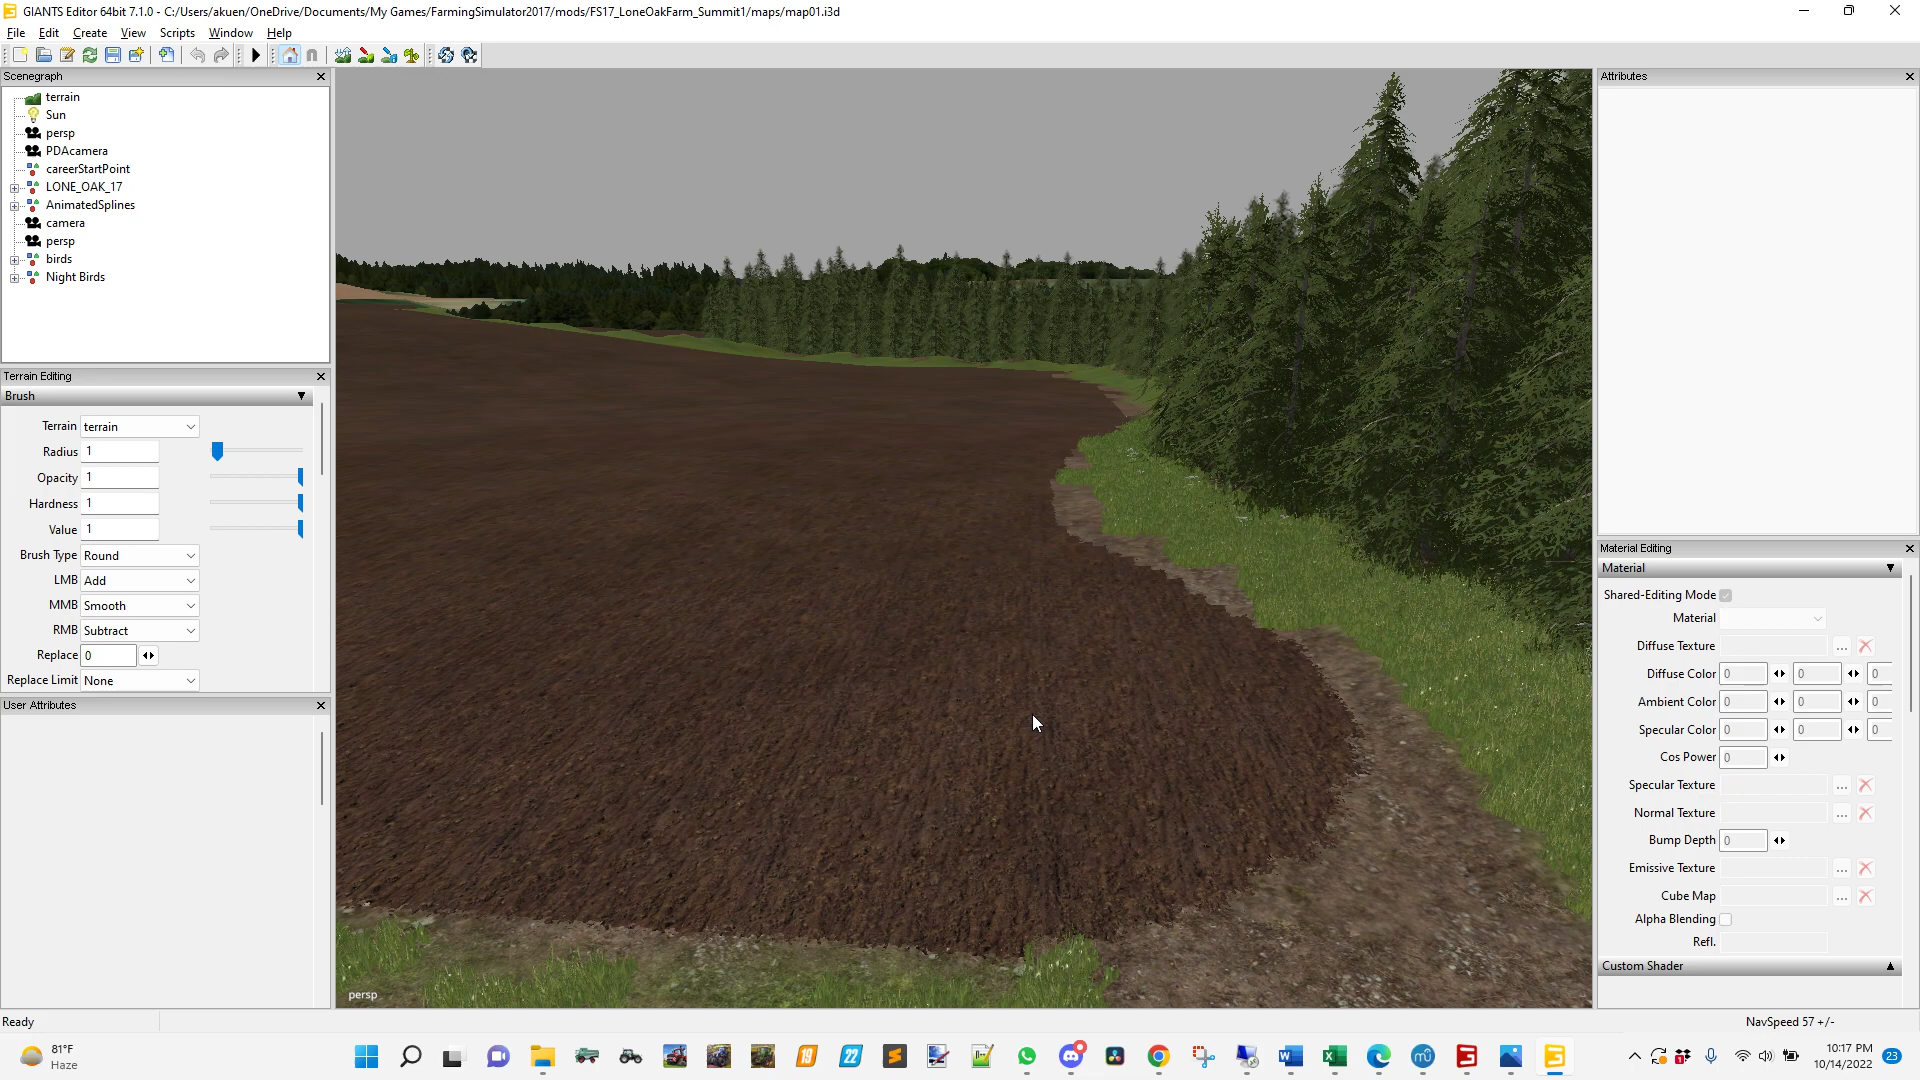 GIANTS Editor 64bit 7.1.0 - C:/Users/akuen/OneDrive/Documents/My Games/FarmingSimulator2017/mods/FS17_LoneOakFarm_Summit1/maps/map01.i3d
File Edit Create View Scripts Window Help
Scenegraph
terrain
Sun
persp
PDAcamera
careerStartPoint
LONE_OAK_17
AnimatedSplines
camera
persp
birds
Night Birds
Terrain Editing
Brush
Terrain terrain
Radius 1
Opacity 1
Hardness 1
Value 1
Brush Type Round
LMB Add
MMB Smooth
RMB Subtract
Replace 0
Replace Limit None
User Attributes
persp
Attributes
Material Editing
Material
Shared-Editing Mode
Material
Diffuse Texture ...
Diffuse Color 0 0 0
Ambient Color 0 0 0
Specular Color 0 0 0
Cos Power 0
Specular Texture ...
Normal Texture ...
Bump Depth 0
Emissive Texture ...
Cube Map ...
Alpha Blending
Refl.
Custom Shader
Ready
NavSpeed 57 +/-
81°F
Haze
19
22
10:17 PM
10/14/2022
23